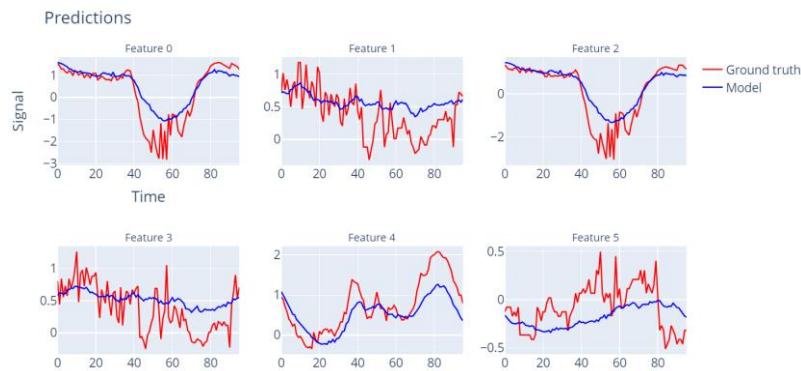 Predictions
Feature 0
Feature 1
Feature 2
Ground truth
Model
Signal
1
0
−1
−2
−3
0 20 40 60 80
1
0.5
0
0 20 40 60 80
0
−2
0 20 40 60 80
Time
Feature 3
Feature 4
Feature 5
1
0.5
0
0 20 40 60 80
2
1
0
0 20 40 60 80
0.5
0
−0.5
0 20 40 60 80